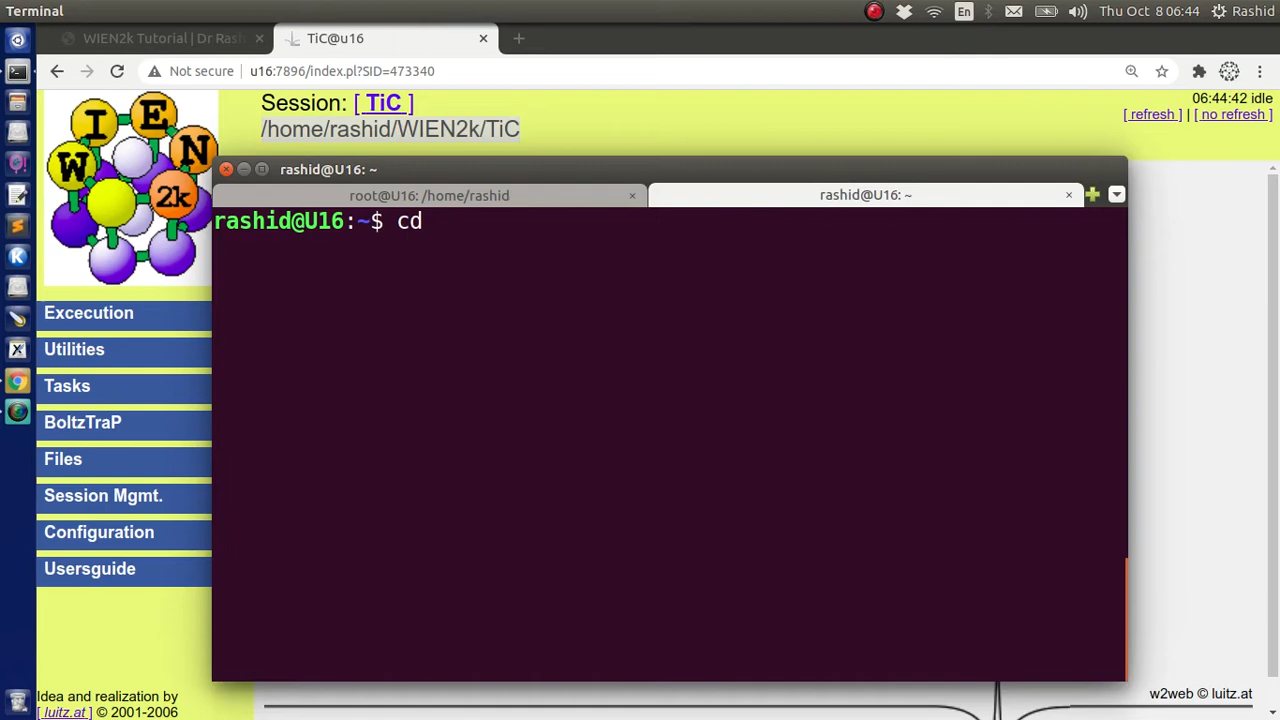 Terminal
En
Thu Oct 8 06:44
Rashid
WIEN2k Tutorial | Dr Rash
TiC@u16
Not secure
u16:7896/index.pl?SID=473340
W I E N 2k
Session: [ TiC ]
/home/rashid/WIEN2k/TiC
06:44:42 idle
[ refresh ] | [ no refresh ]
rashid@U16: ~
root@U16: /home/rashid
rashid@U16: ~
rashid@U16:~$ cd
Excecution
Utilities
Tasks
BoltzTraP
Files
Session Mgmt.
Configuration
Usersguide
Idea and realization by
[ luitz.at ] © 2001-2006
w2web © luitz.at